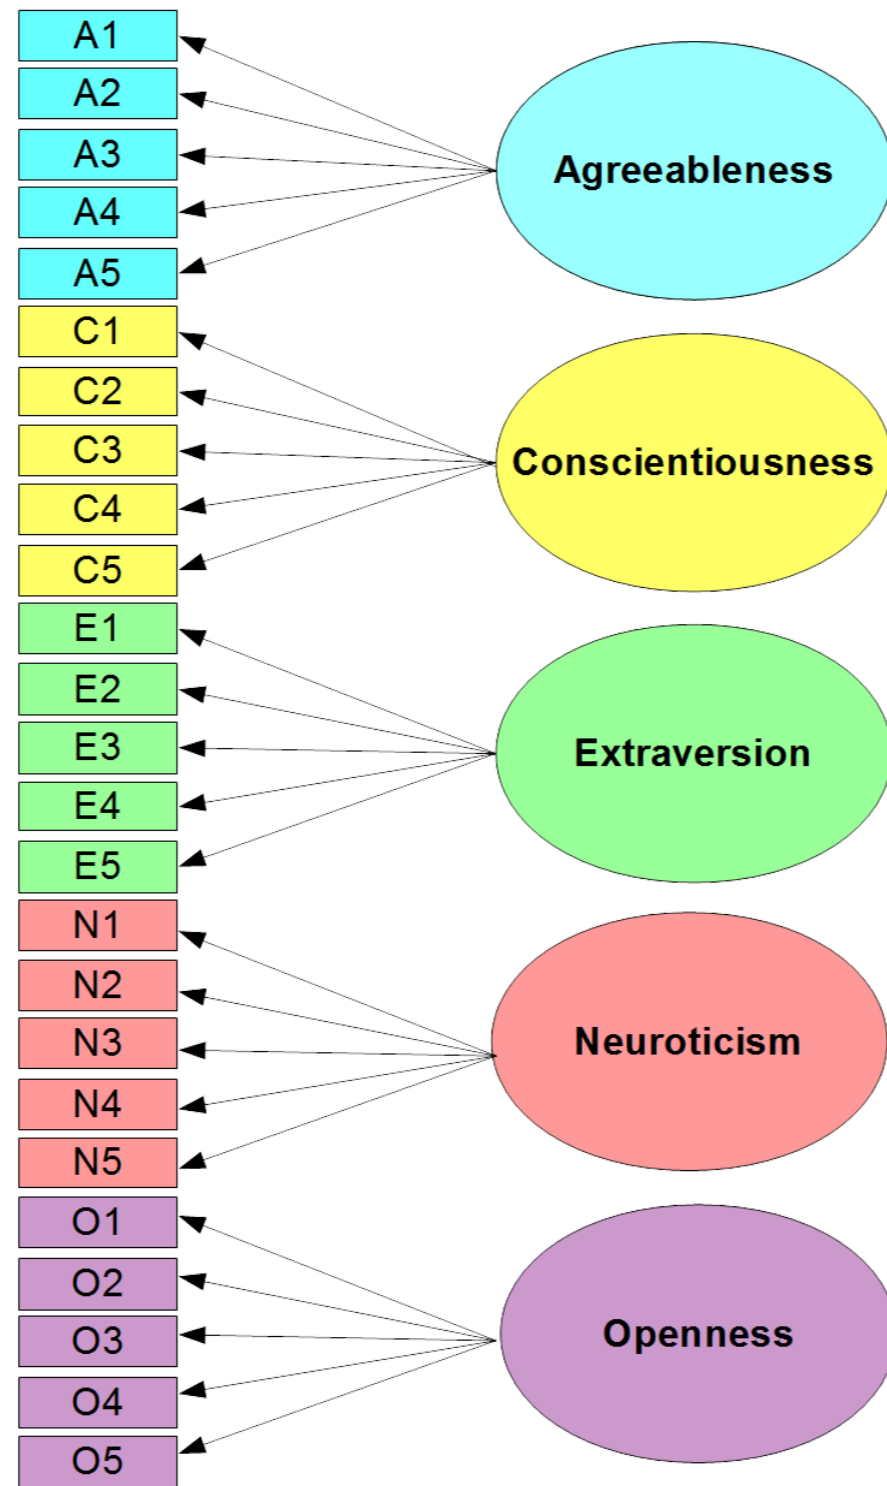 A1
A2
A3
A4
A5
Agreeableness
C1
C2
C3
C4
C5
Conscientiousness
E1
E2
E3
E4
E5
Extraversion
N1
N2
N3
N4
N5
Neuroticism
O1
O2
O3
O4
O5
Openness